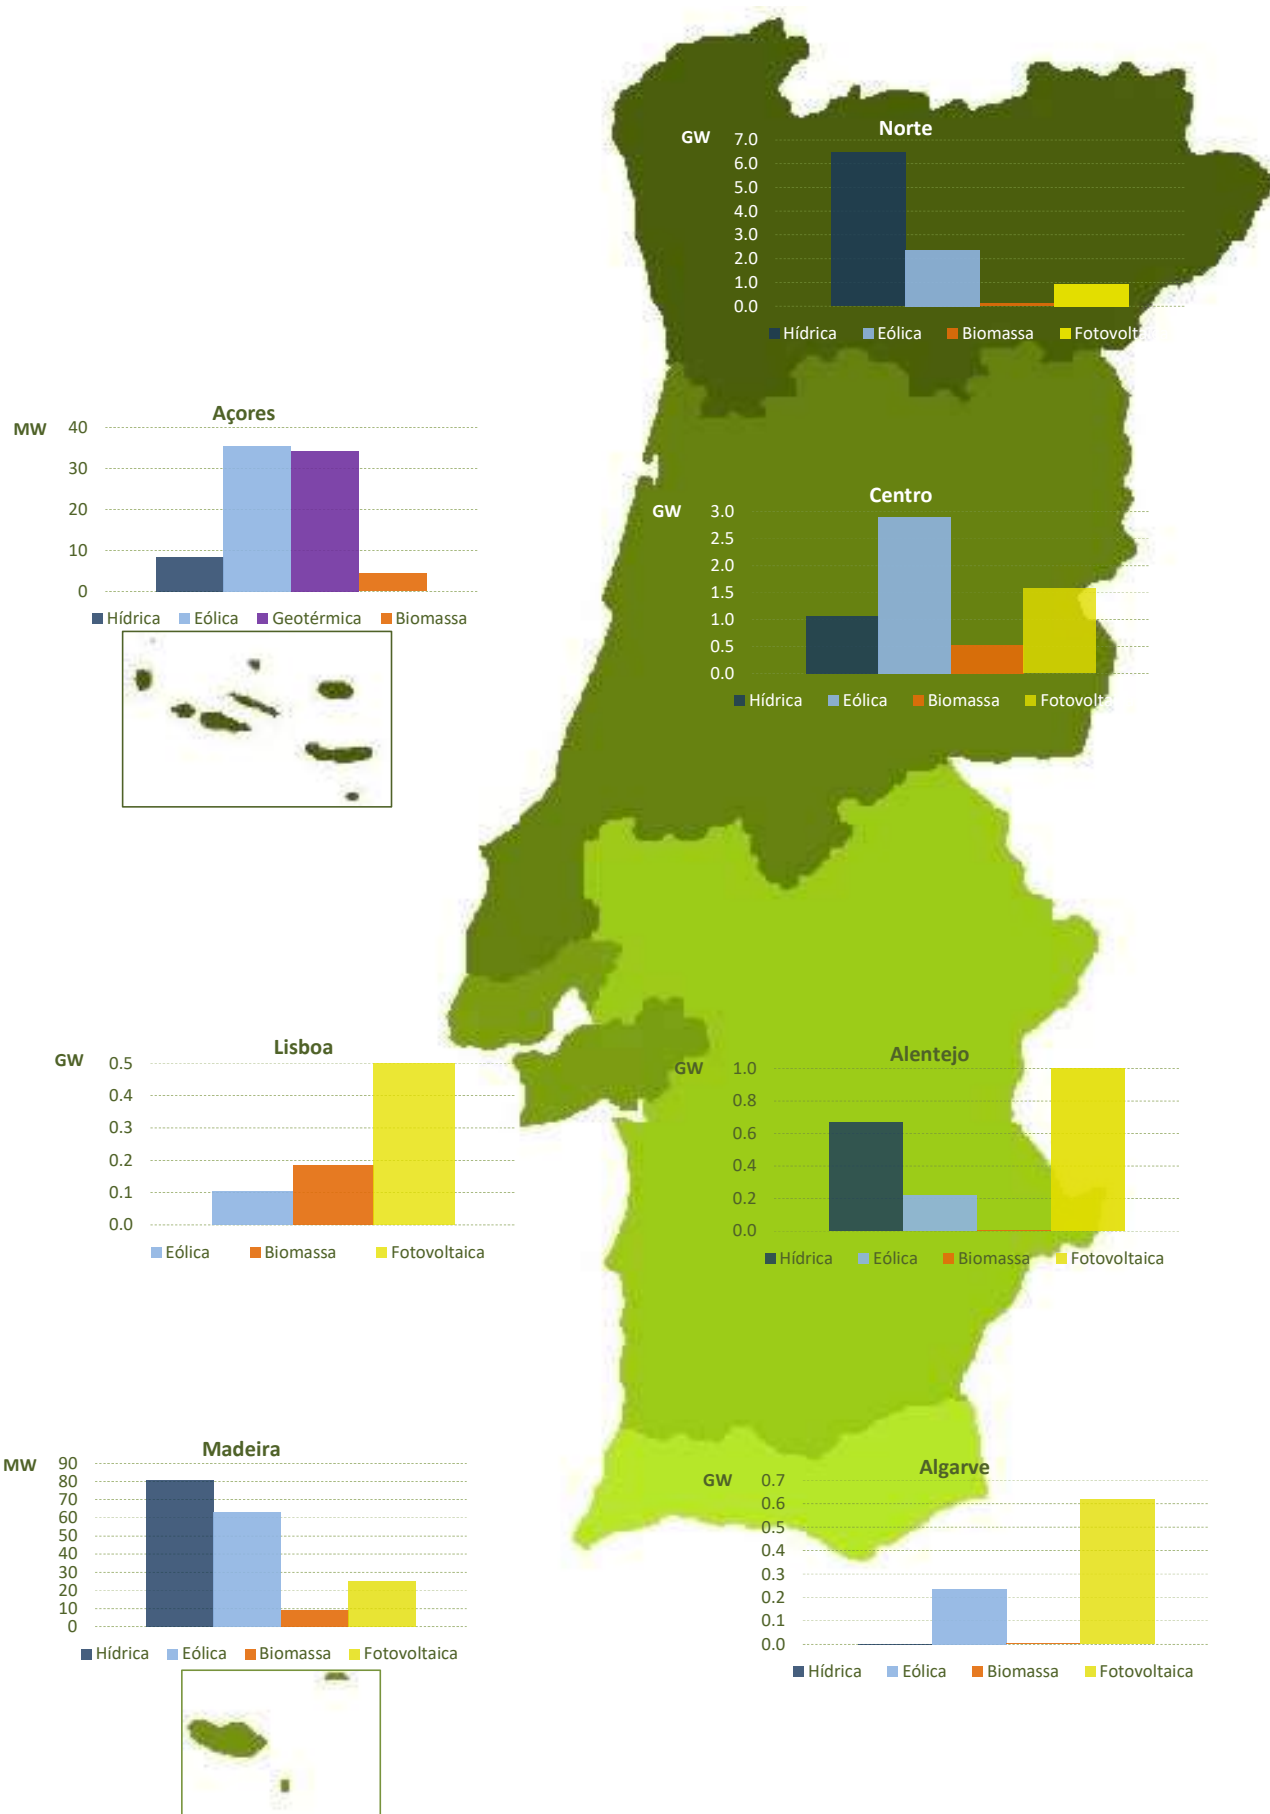 Norte
GW
7.0
6.0
5.0
4.0
3.0
2.0
1.0
0.0
Hídrica Eólica Biomassa Fotovolt
Açores
MW
40
30
20
10
0
Hídrica Eólica Geotérmica Biomassa
Centro
GW
3.0
2.5
2.0
1.5
1.0
0.5
0.0
Hídrica Eólica Biomassa Fotovolt
Lisboa
GW
0.5
0.4
0.3
0.2
0.1
0.0
Eólica Biomassa Fotovoltaica
Alentejo
GW
1.0
0.8
0.6
0.4
0.2
0.0
Hídrica Eólica Biomassa Fotovoltaica
Madeira
MW
90
80
70
60
50
40
30
20
10
0
Hídrica Eólica Biomassa Fotovoltaica
Algarve
GW
0.7
0.6
0.5
0.4
0.3
0.2
0.1
0.0
Hídrica Eólica Biomassa Fotovoltaica